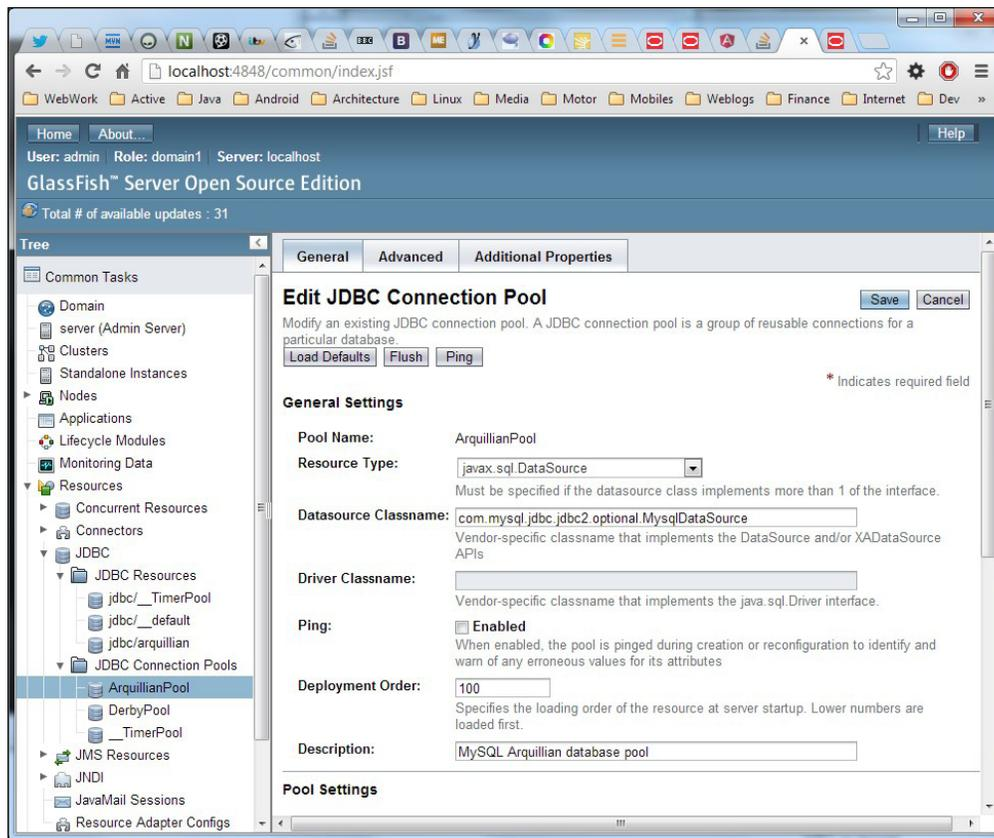 MVN
N
itv
BBC
B
ME
localhost:4848/common/index.jsf
WebWork Active Java Android Architecture Linux Media Motor Mobiles Weblogs Finance Internet Dev »
Home About... Help
User: admin Role: domain1 Server: localhost
GlassFish™ Server Open Source Edition
Total # of available updates : 31
Tree
Common Tasks
Domain
server (Admin Server)
Clusters
Standalone Instances
Nodes
Applications
Lifecycle Modules
Monitoring Data
Resources
Concurrent Resources
Connectors
JDBC
JDBC Resources
jdbc/__TimerPool
jdbc/__default
jdbc/arquillian
JDBC Connection Pools
ArquillianPool
DerbyPool
__TimerPool
JMS Resources
JNDI
JavaMail Sessions
Resource Adapter Configs
General Advanced Additional Properties
Edit JDBC Connection Pool
Save Cancel
Modify an existing JDBC connection pool. A JDBC connection pool is a group of reusable connections for a
particular database.
Load Defaults Flush Ping
* Indicates required field
General Settings
Pool Name: ArquillianPool
Resource Type: javax.sql.DataSource
Must be specified if the datasource class implements more than 1 of the interface.
Datasource Classname: com.mysql.jdbc.jdbc2.optional.MysqlDataSource
Vendor-specific classname that implements the DataSource and/or XADataSource
APIs
Driver Classname:
Vendor-specific classname that implements the java.sql.Driver interface.
Ping: Enabled
When enabled, the pool is pinged during creation or reconfiguration to identify and
warn of any erroneous values for its attributes
Deployment Order: 100
Specifies the loading order of the resource at server startup. Lower numbers are
loaded first.
Description: MySQL Arquillian database pool
Pool Settings